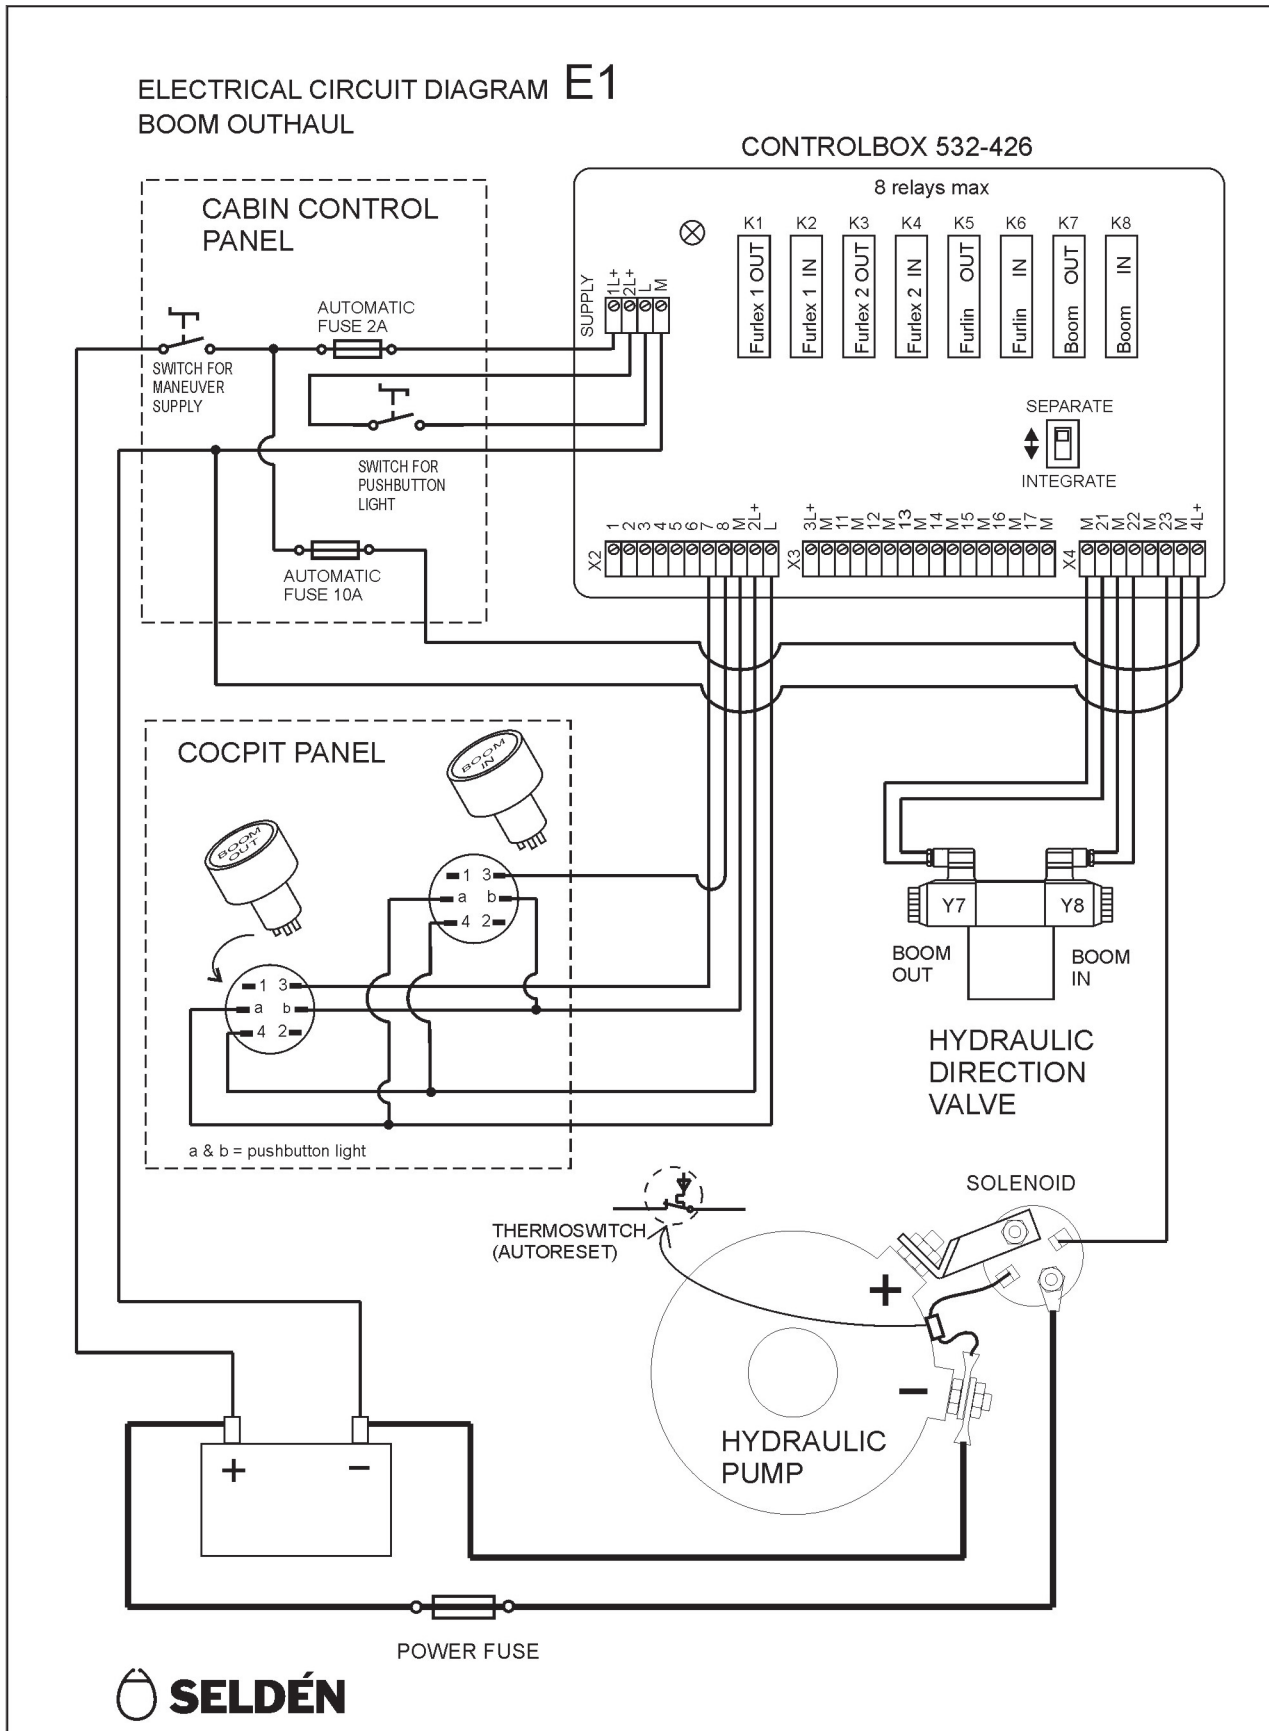 ELECTRICAL CIRCUIT DIAGRAM E1
BOOM OUTHAUL
CONTROLBOX 532-426
8 relays max
CABIN CONTROL
PANEL
K1 K2 K3 K4 K5 K6 K7 K8
Furlex 1 OUT
Furlex 1 IN
Furlex 2 OUT
Furlex 2 IN
Furlin OUT
Furlin IN
Boom OUT
Boom IN
SUPPLY
1L+ 2L+ L M
AUTOMATIC
FUSE 2A
SWITCH FOR
MANEUVER
SUPPLY
SEPARATE
INTEGRATE
SWITCH FOR
PUSHBUTTON
LIGHT
X2 1 2 3 4 5 6 7 8 M 2L+ L
X3 3L+ M 11 M 12 M 13 M 14 M 15 M 16 M 17 M
X4 M 21 M 22 M 23 M 4L+
AUTOMATIC
FUSE 10A
COCPIT PANEL
BOOM
IN
BOOM
OUT
1 3
a b
4 2
1 3
a b
4 2
a & b = pushbutton light
Y7 Y8
BOOM
OUT
BOOM
IN
HYDRAULIC
DIRECTION
VALVE
SOLENOID
THERMOSWITCH
(AUTORESET)
+
−
HYDRAULIC
PUMP
+ −
POWER FUSE
SELDÉN